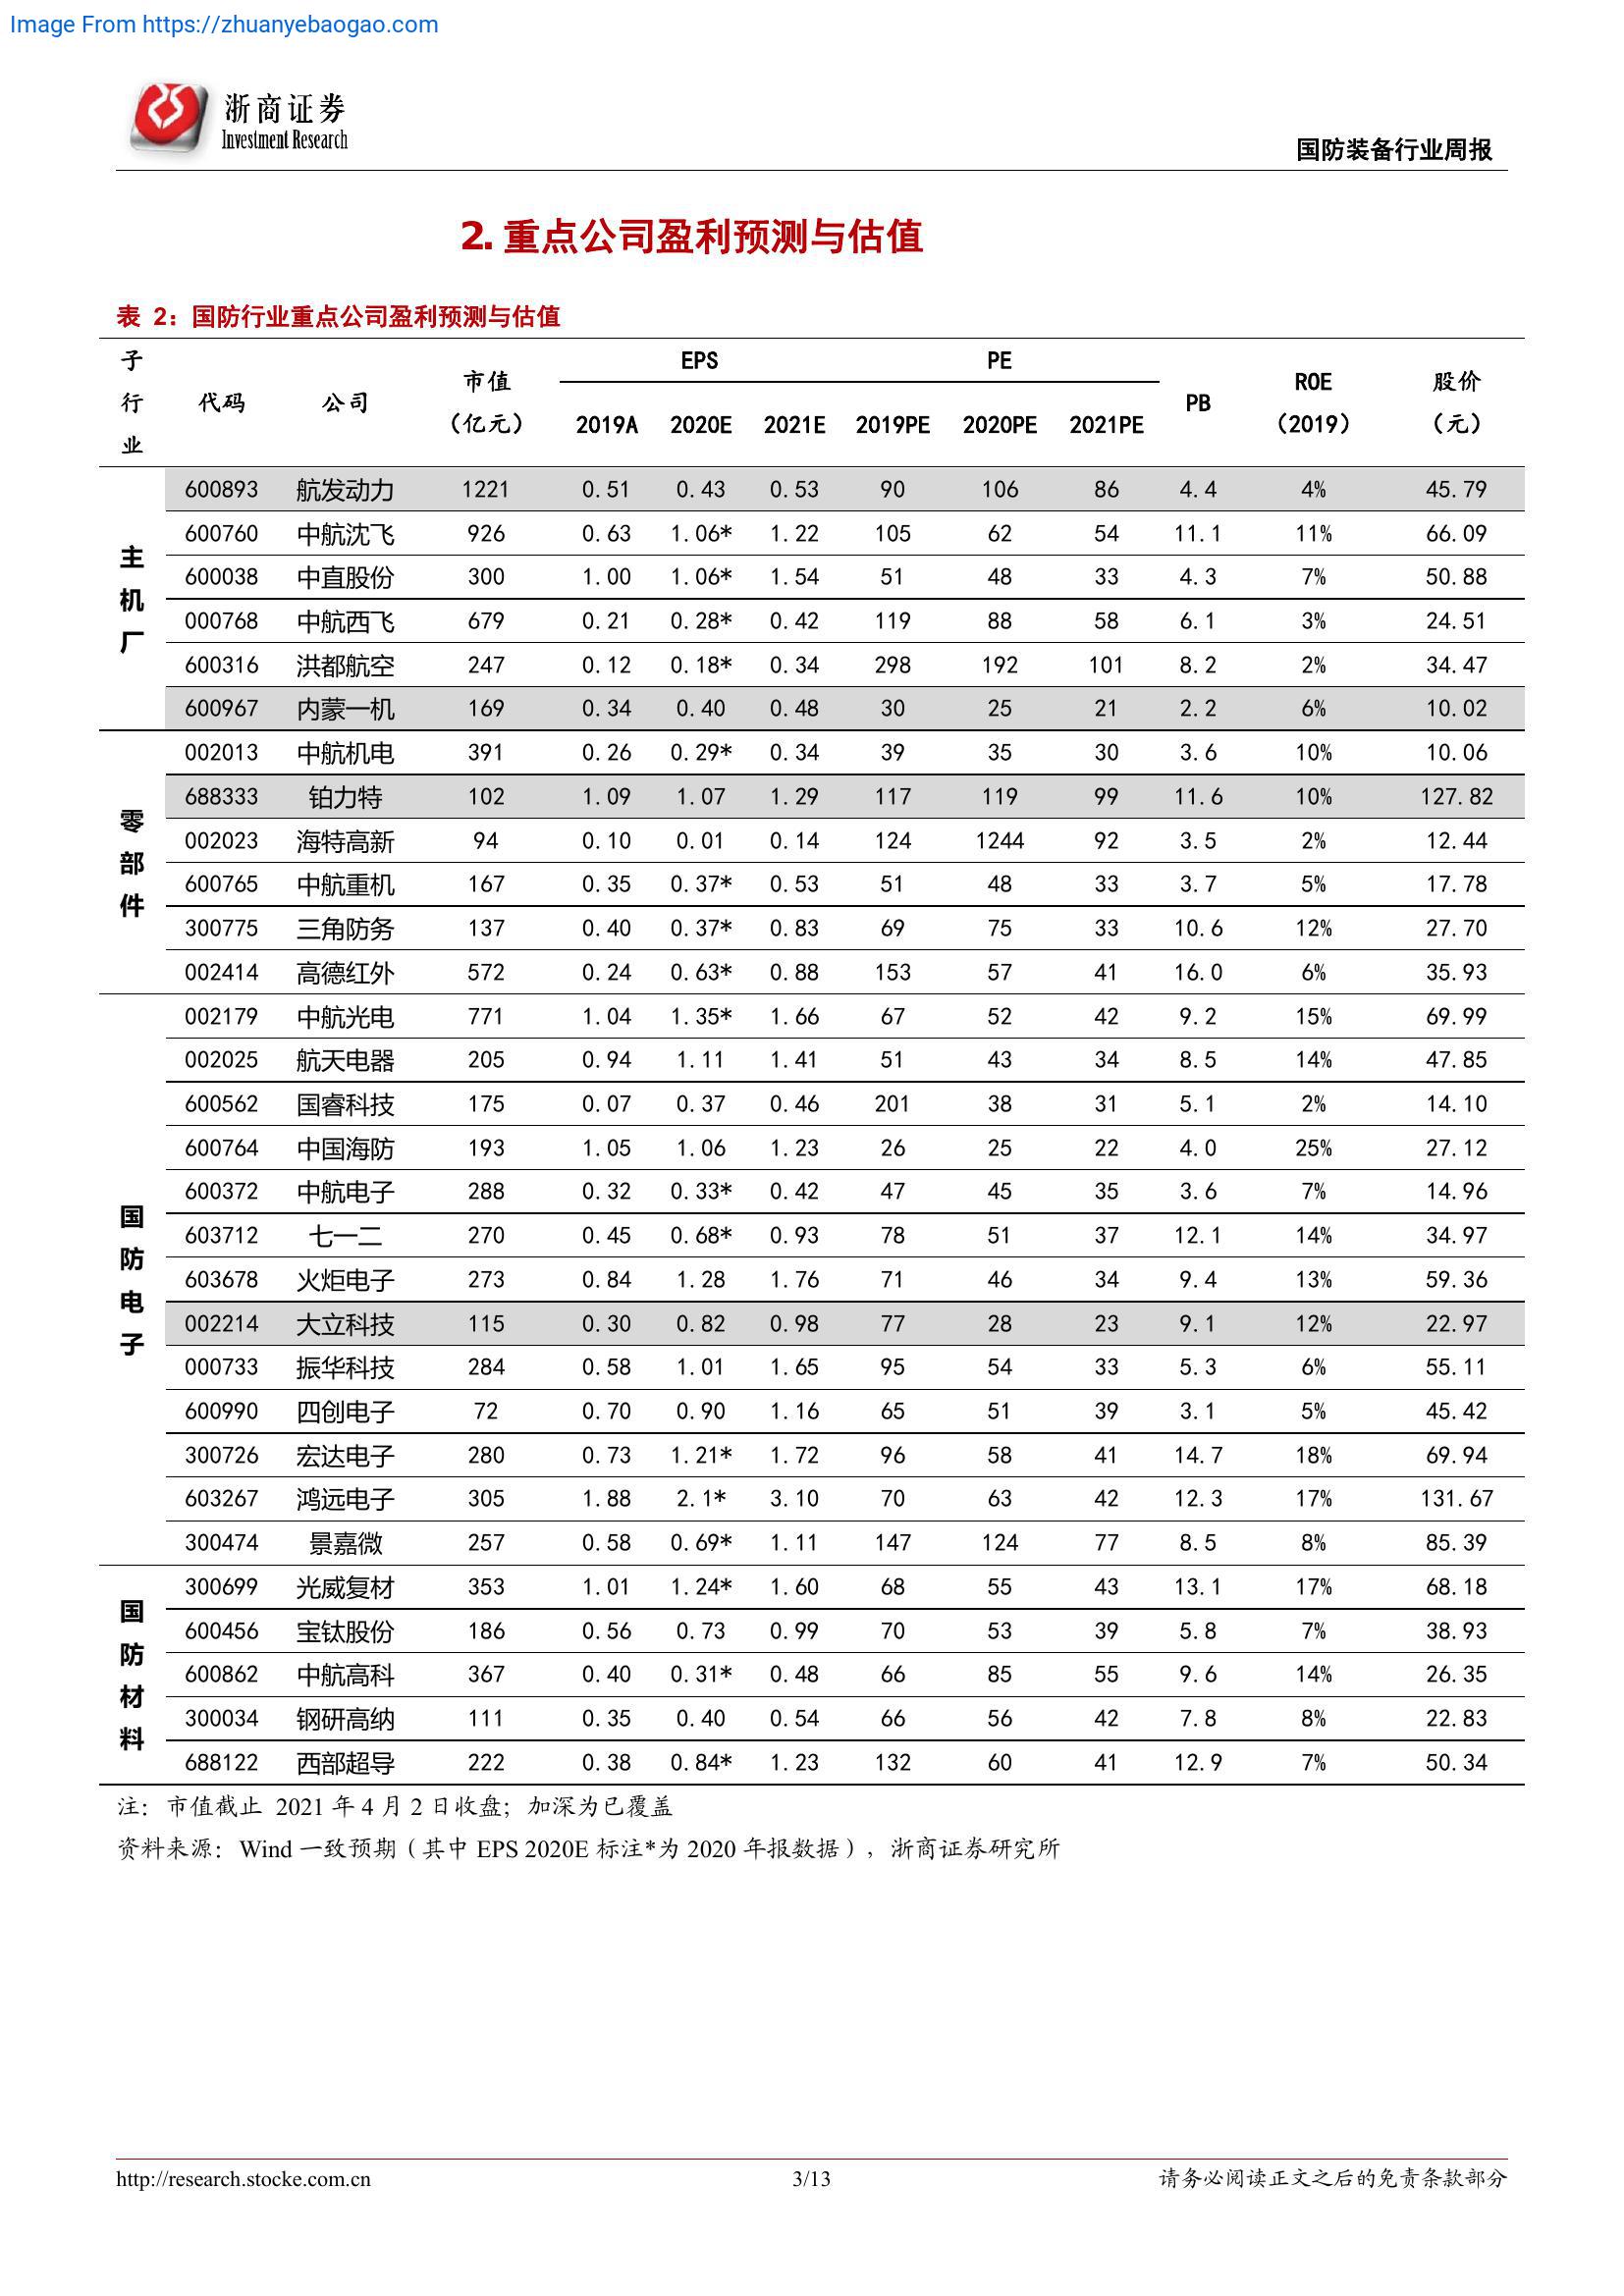 Image From https://zhuanyebaogao.com
浙商证券
Investment Research
国防装备行业周报
2. 重点公司盈利预测与估值
表 2：国防行业重点公司盈利预测与估值
子行业 代码 公司 市值（亿元） EPS PE PB ROE（2019） 股价（元）
2019A 2020E 2021E 2019PE 2020PE 2021PE
主机厂
600893 航发动力 1221 0.51 0.43 0.53 90 106 86 4.4 4% 45.79
600760 中航沈飞 926 0.63 1.06* 1.22 105 62 54 11.1 11% 66.09
600038 中直股份 300 1.00 1.06* 1.54 51 48 33 4.3 7% 50.88
000768 中航西飞 679 0.21 0.28* 0.42 119 88 58 6.1 3% 24.51
600316 洪都航空 247 0.12 0.18* 0.34 298 192 101 8.2 2% 34.47
600967 内蒙一机 169 0.34 0.40 0.48 30 25 21 2.2 6% 10.02
零部件
002013 中航机电 391 0.26 0.29* 0.34 39 35 30 3.6 10% 10.06
688333 铂力特 102 1.09 1.07 1.29 117 119 99 11.6 10% 127.82
002023 海特高新 94 0.10 0.01 0.14 124 1244 92 3.5 2% 12.44
600765 中航重机 167 0.35 0.37* 0.53 51 48 33 3.7 5% 17.78
300775 三角防务 137 0.40 0.37* 0.83 69 75 33 10.6 12% 27.70
002414 高德红外 572 0.24 0.63* 0.88 153 57 41 16.0 6% 35.93
国防电子
002179 中航光电 771 1.04 1.35* 1.66 67 52 42 9.2 15% 69.99
002025 航天电器 205 0.94 1.11 1.41 51 43 34 8.5 14% 47.85
600562 国睿科技 175 0.07 0.37 0.46 201 38 31 5.1 2% 14.10
600764 中国海防 193 1.05 1.06 1.23 26 25 22 4.0 25% 27.12
600372 中航电子 288 0.32 0.33* 0.42 47 45 35 3.6 7% 14.96
603712 七一二 270 0.45 0.68* 0.93 78 51 37 12.1 14% 34.97
603678 火炬电子 273 0.84 1.28 1.76 71 46 34 9.4 13% 59.36
002214 大立科技 115 0.30 0.82 0.98 77 28 23 9.1 12% 22.97
000733 振华科技 284 0.58 1.01 1.65 95 54 33 5.3 6% 55.11
600990 四创电子 72 0.70 0.90 1.16 65 51 39 3.1 5% 45.42
300726 宏达电子 280 0.73 1.21* 1.72 96 58 41 14.7 18% 69.94
603267 鸿远电子 305 1.88 2.1* 3.10 70 63 42 12.3 17% 131.67
300474 景嘉微 257 0.58 0.69* 1.11 147 124 77 8.5 8% 85.39
国防材料
300699 光威复材 353 1.01 1.24* 1.60 68 55 43 13.1 17% 68.18
600456 宝钛股份 186 0.56 0.73 0.99 70 53 39 5.8 7% 38.93
600862 中航高科 367 0.40 0.31* 0.48 66 85 55 9.6 14% 26.35
300034 钢研高纳 111 0.35 0.40 0.54 66 56 42 7.8 8% 22.83
688122 西部超导 222 0.38 0.84* 1.23 132 60 41 12.9 7% 50.34
注：市值截止 2021 年 4 月 2 日收盘；加深为已覆盖
资料来源：Wind 一致预期（其中 EPS 2020E 标注*为 2020 年报数据），浙商证券研究所
http://research.stocke.com.cn 3/13 请务必阅读正文之后的免责条款部分